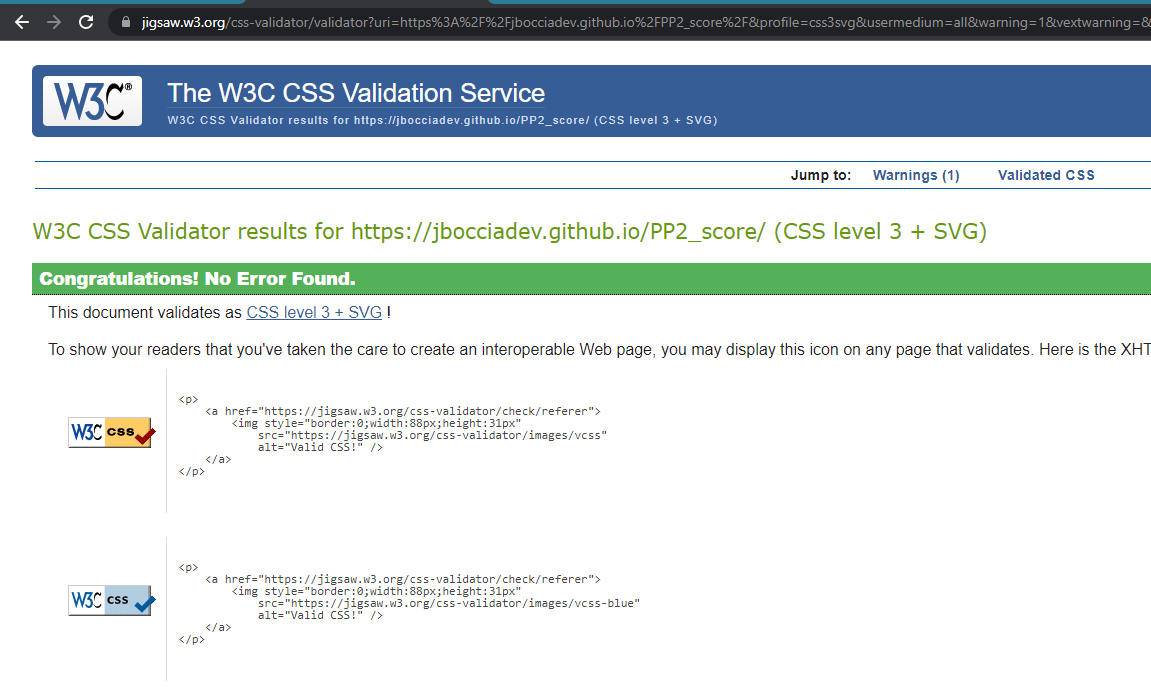 jigsaw.w3.org/css-validator/validator?uri=https%3A%2F%2Fjbocciadev.github.io%2FPP2_score%2F&profile=css3svg&usermedium=all&warning=1&vextwarning=&
W3C® The W3C CSS Validation Service
W3C CSS Validator results for https://jbocciadev.github.io/PP2_score/ (CSS level 3 + SVG)
Jump to: Warnings (1) Validated CSS
W3C CSS Validator results for https://jbocciadev.github.io/PP2_score/ (CSS level 3 + SVG)
Congratulations! No Error Found.
This document validates as CSS level 3 + SVG !
To show your readers that you've taken the care to create an interoperable Web page, you may display this icon on any page that validates. Here is the XHT
<p>
<a href="https://jigsaw.w3.org/css-validator/check/referer">
<img style="border:0;width:88px;height:31px"
W3C css
src="https://jigsaw.w3.org/css-validator/images/vcss"
alt="Valid CSS!" />
</a>
</p>
<p>
<a href="https://jigsaw.w3.org/css-validator/check/referer">
<img style="border:0;width:88px;height:31px"
W3C css
src="https://jigsaw.w3.org/css-validator/images/vcss-blue"
alt="Valid CSS!" />
</a>
</p>